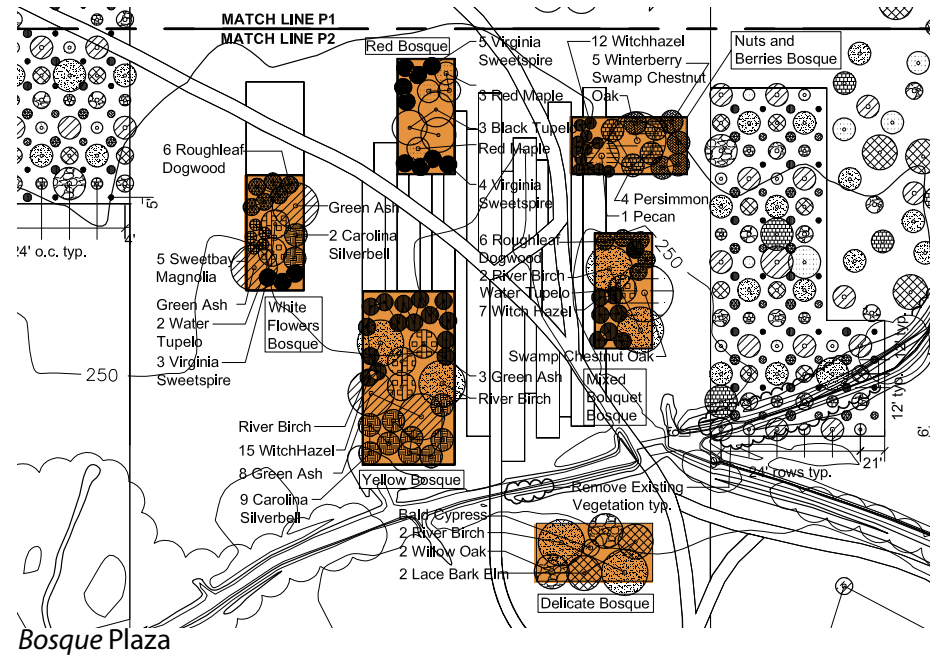 MATCH LINE P1
MATCH LINE P2
Red Bosque
5 Virginia
Sweetspire
12 Witchhazel
5 Winterberry
Swamp Chestnut
Oak
Nuts and
Berries Bosque
3 Red Maple
3 Black Tupelo
Red Maple
4 Virginia
Sweetspire
6 Roughleaf
Dogwood
Green Ash
2 Carolina
Silverbell
5'
4'
24' o.c. typ.
5 Sweetbay
Magnolia
Green Ash
2 Water
Tupelo
3 Virginia
Sweetspire
White
Flowers
Bosque
250
4 Persimmon
1 Pecan
6 Roughleaf
Dogwood
2 River Birch
Water Tupelo
7 Witch Hazel
250
Swamp Chestnut Oak
3 Green Ash
River Birch
Mixed
Bouquet
Bosque
12' typ.
12' typ.
6'
21'
24' rows typ.
River Birch
15 WitchHazel
8 Green Ash
9 Carolina
Silverbell
Yellow Bosque
Remove Existing
Vegetation typ.
Bald Cypress
2 River Birch
2 Willow Oak
2 Lace Bark Elm
Delicate Bosque
Bosque Plaza